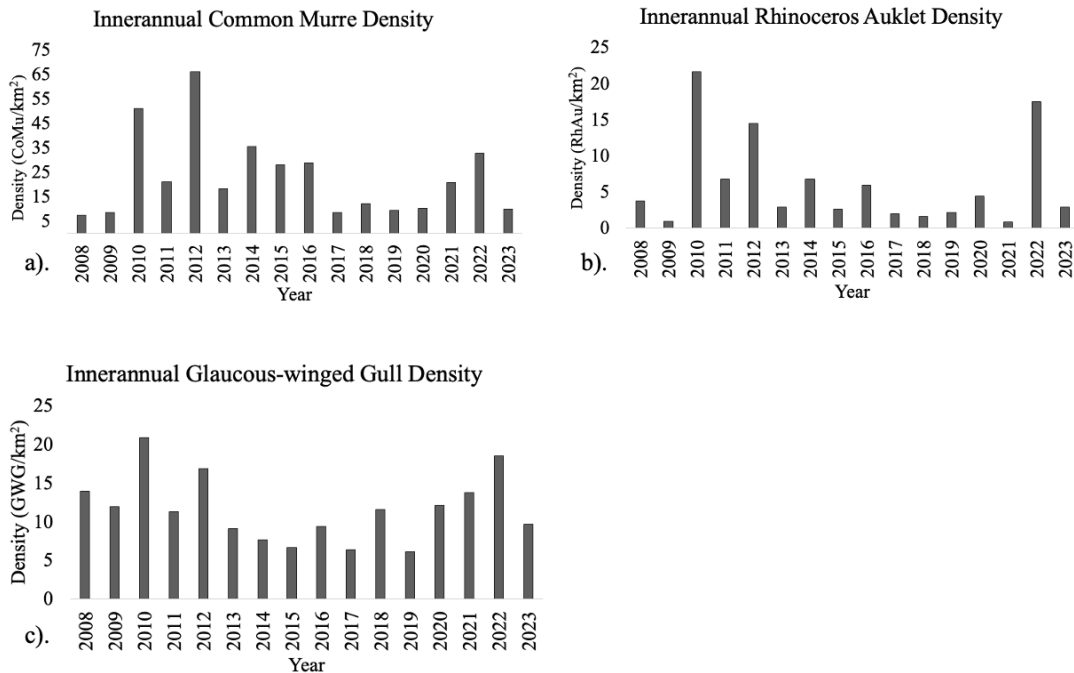 Innerannual Common Murre Density
Density (CoMu/km²)
75
65
55
45
35
25
15
5
2008 2009 2010 2011 2012 2013 2014 2015 2016 2017 2018 2019 2020 2021 2022 2023
Year
a).
Innerannual Rhinoceros Auklet Density
Density (RhAu/km²)
25
20
15
10
5
0
2008 2009 2010 2011 2012 2013 2014 2015 2016 2017 2018 2019 2020 2021 2022 2023
Year
b).
Innerannual Glaucous-winged Gull Density
Density (GWG/km²)
25
20
15
10
5
0
2008 2009 2010 2011 2012 2013 2014 2015 2016 2017 2018 2019 2020 2021 2022 2023
Year
c).